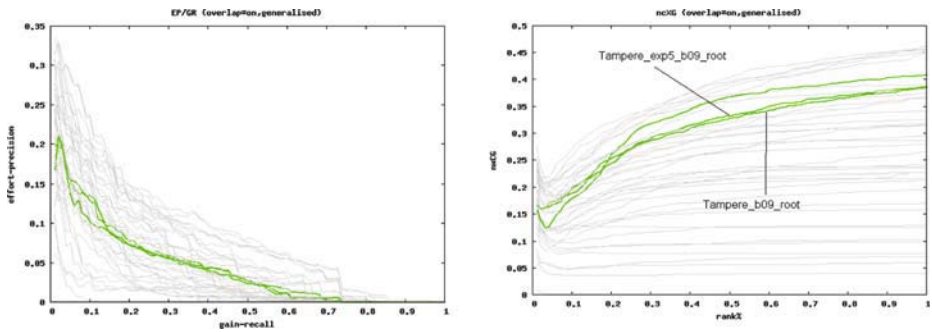 EP/GR (overlap=on,generalised)
0.35
0.3
0.25
0.2
0.15
0.1
0.05
0
effort-precision
0 0.1 0.2 0.3 0.4 0.5 0.6 0.7 0.8 0.9 1
gain-recall
ncXG (overlap=on,generalised)
0.5
0.45
0.4
0.35
0.3
0.25
0.2
0.15
0.1
0.05
0
Tampere_exp5_b09_root
Tampere_b09_root
0 0.1 0.2 0.3 0.4 0.5 0.6 0.7 0.8 0.9 1
rank%